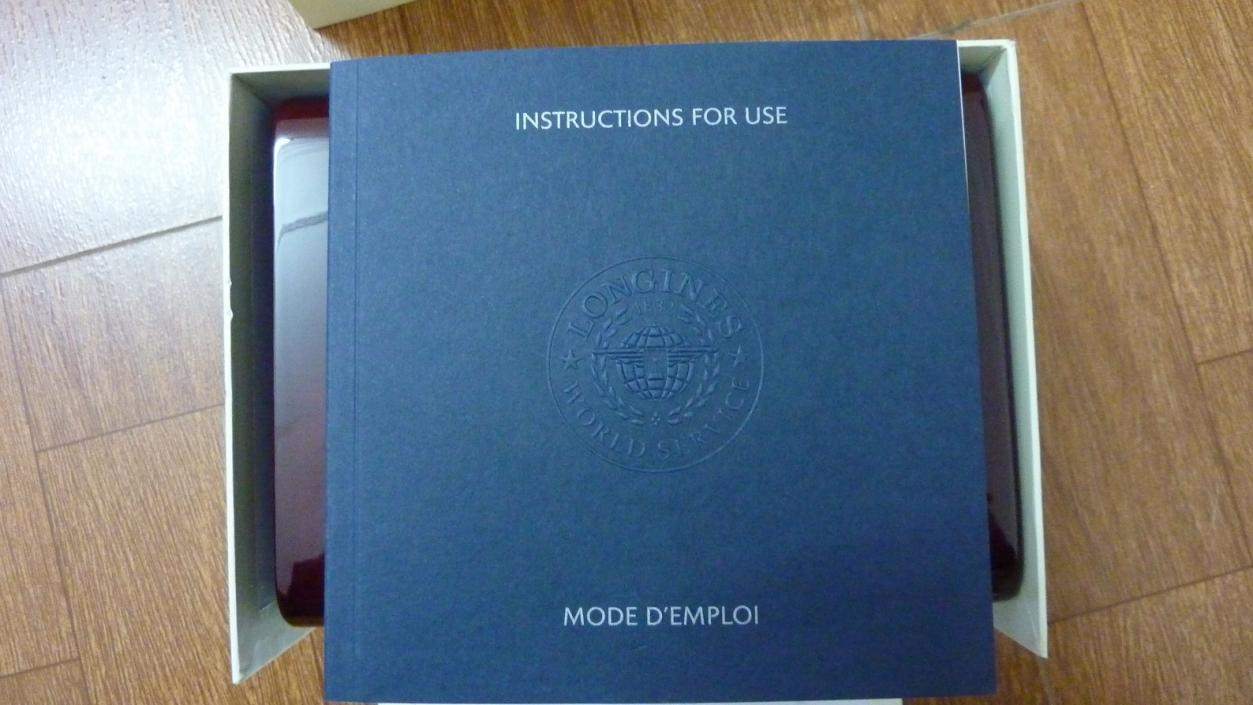 INSTRUCTIONS FOR USE
LONGINES
WORLD SERVICE
MODE D'EMPLOI